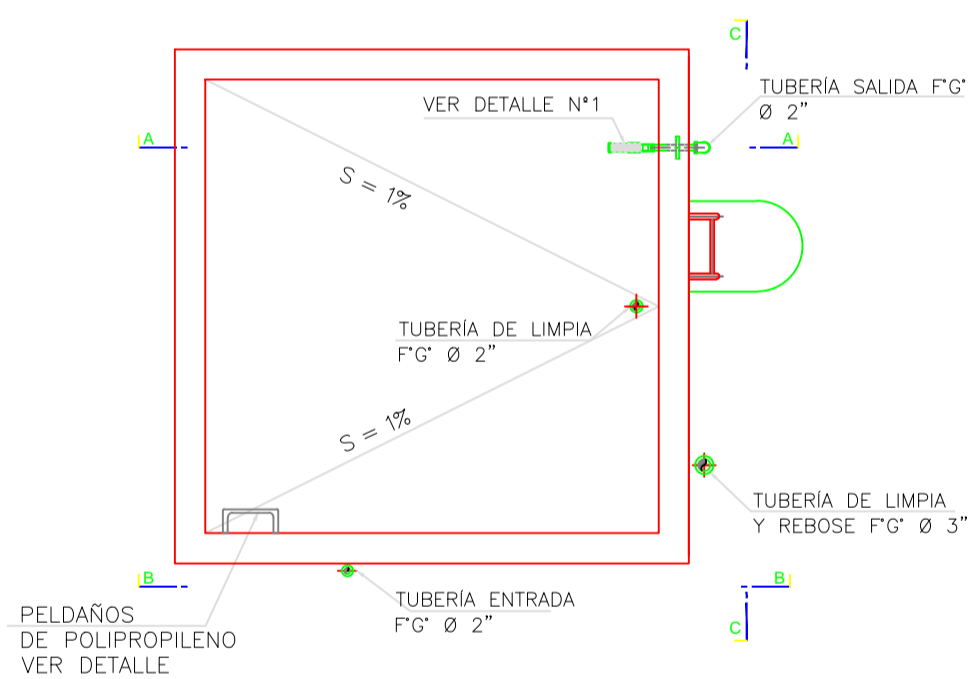 C
TUBERÍA SALIDA F°G°
Ø 2"
VER DETALLE N°1
A
A
S = 1%
TUBERÍA DE LIMPIA
F°G° Ø 2"
S = 1%
TUBERÍA DE LIMPIA
Y REBOSE F°G° Ø 3"
B
B
TUBERÍA ENTRADA
F°G° Ø 2"
PELDAÑOS
DE POLIPROPILENO
VER DETALLE
C